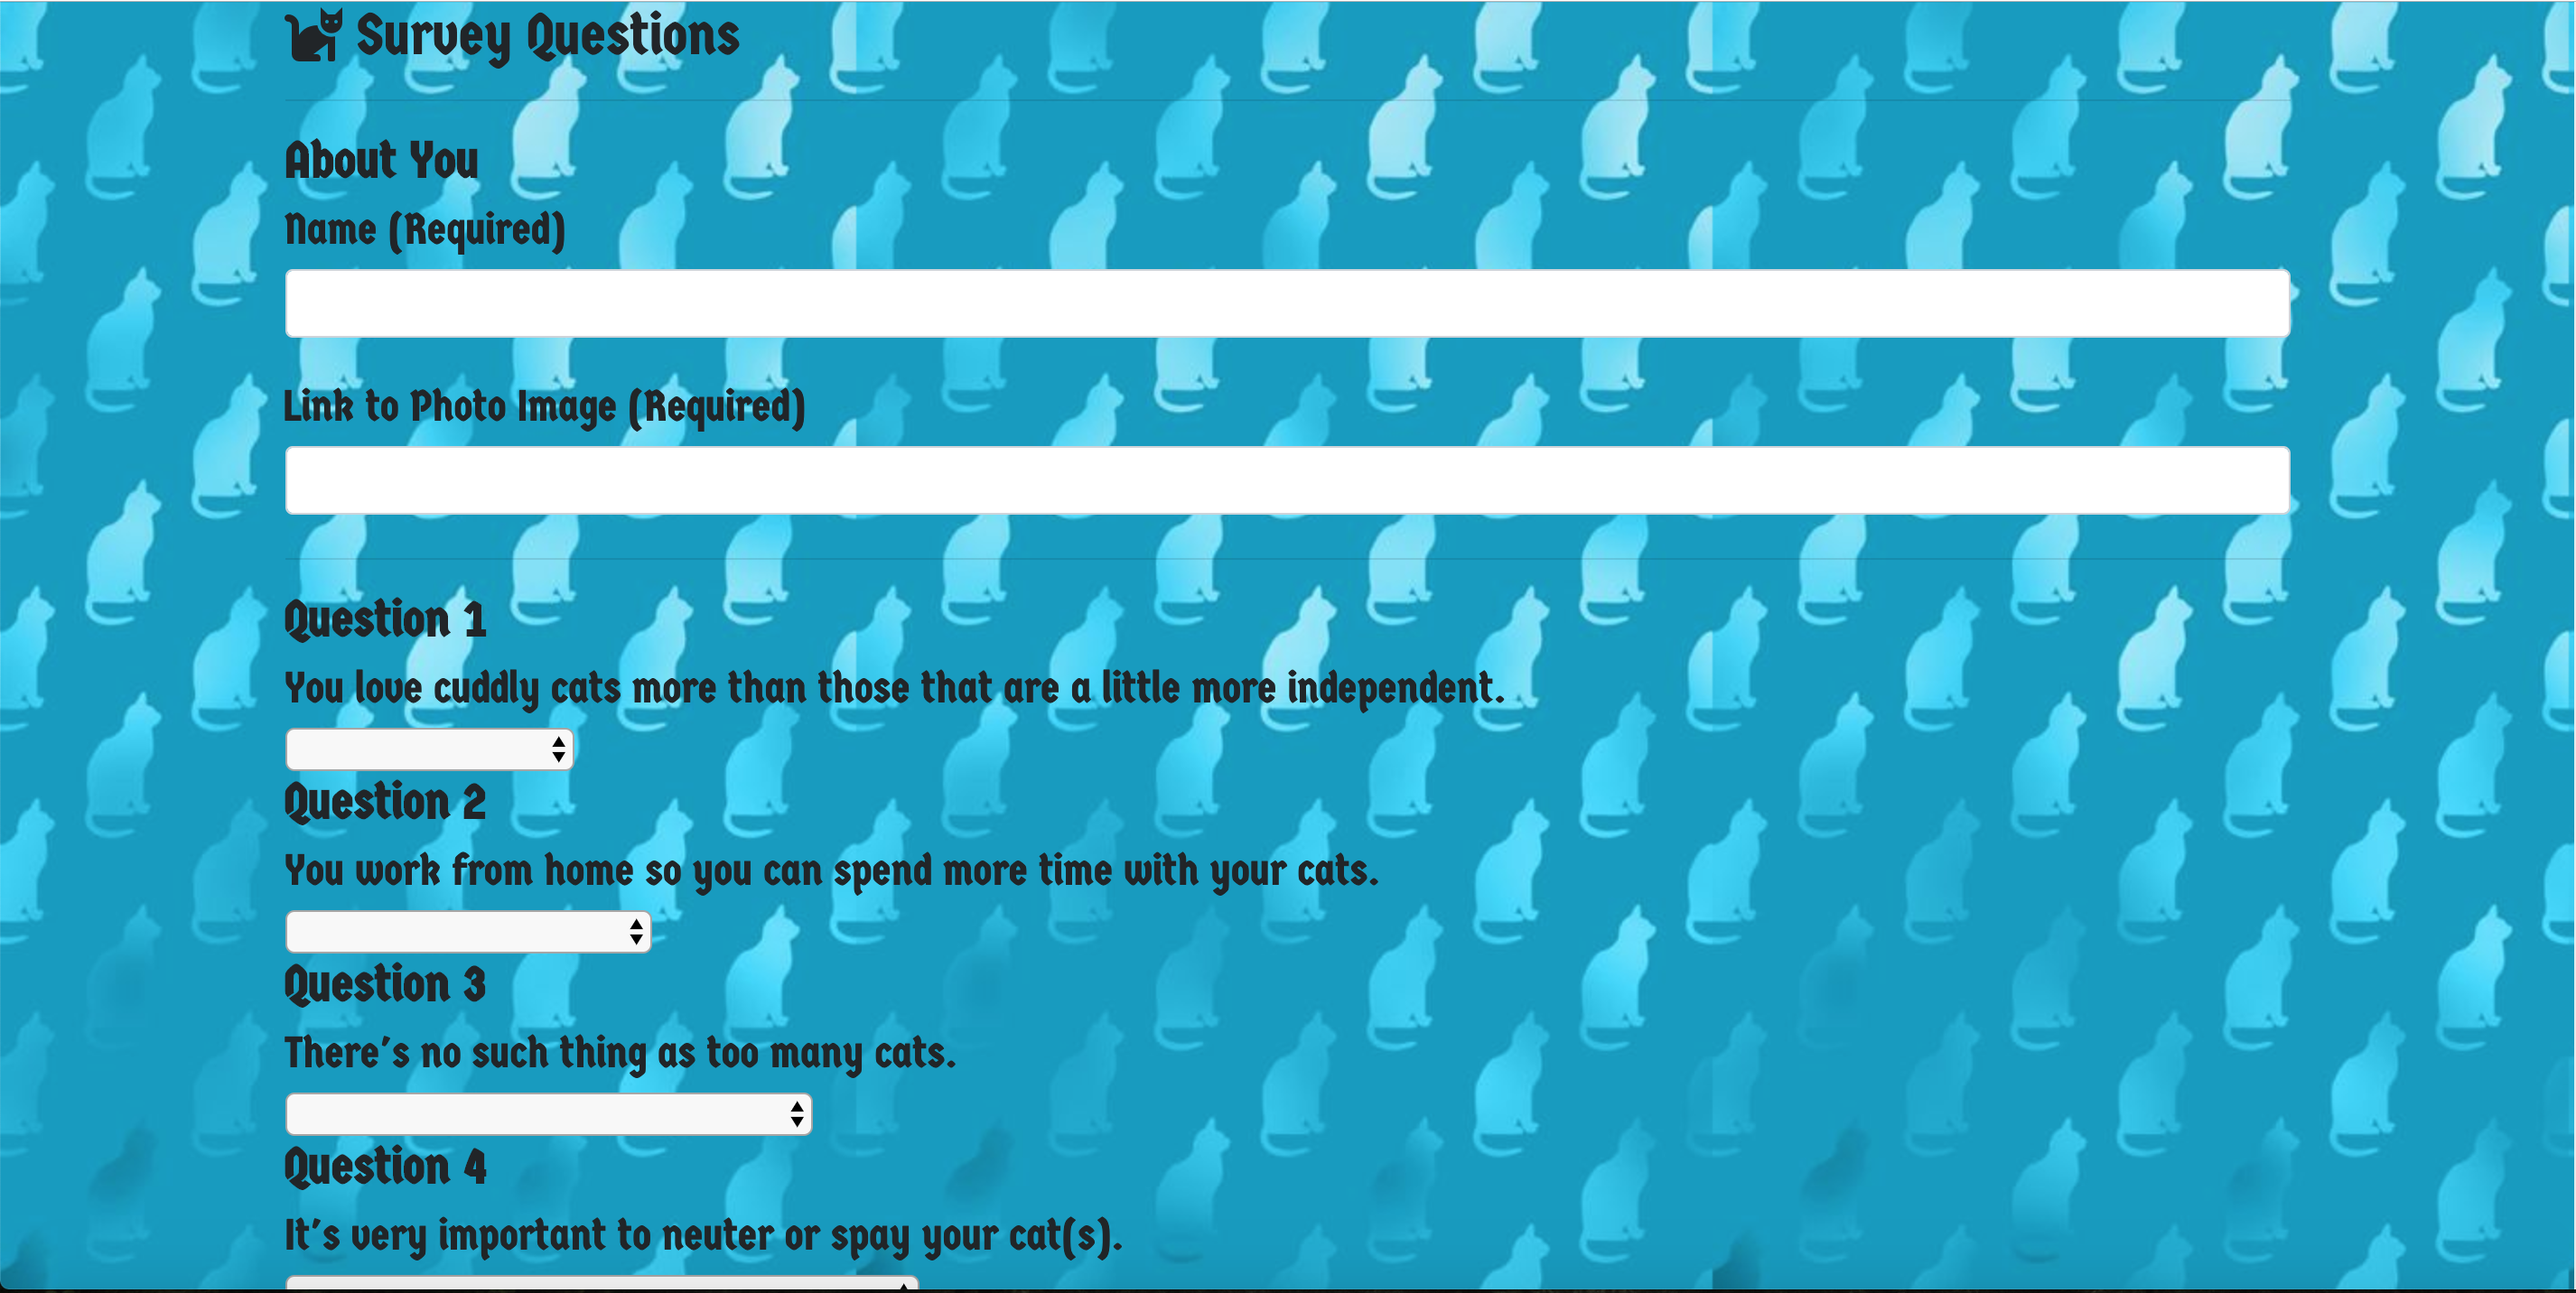 Survey Questions
About You
Name (Required)
Link to Photo Image (Required)
Question 1
You love cuddly cats more than those that are a little more independent.
Question 2
You work from home so you can spend more time with your cats.
Question 3
There's no such thing as too many cats.
Question 4
It's very important to neuter or spay your cat(s).